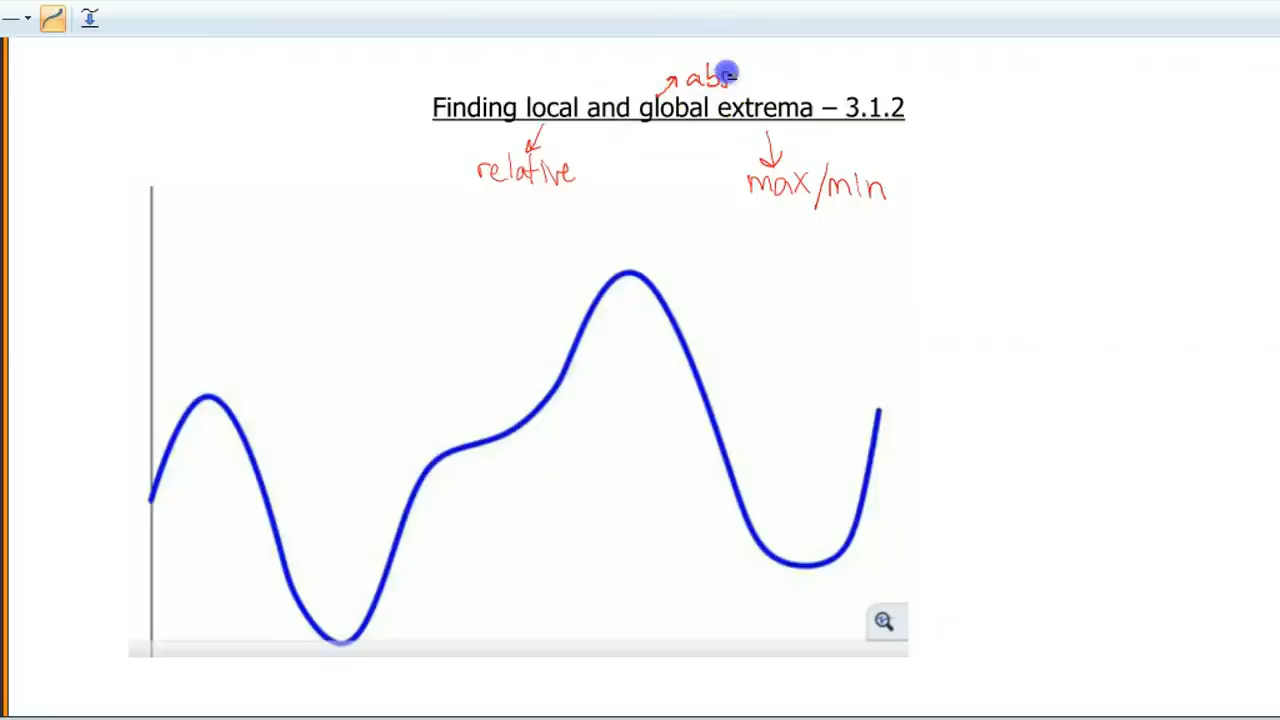 abs
Finding local and global extrema – 3.1.2
relative
max/min